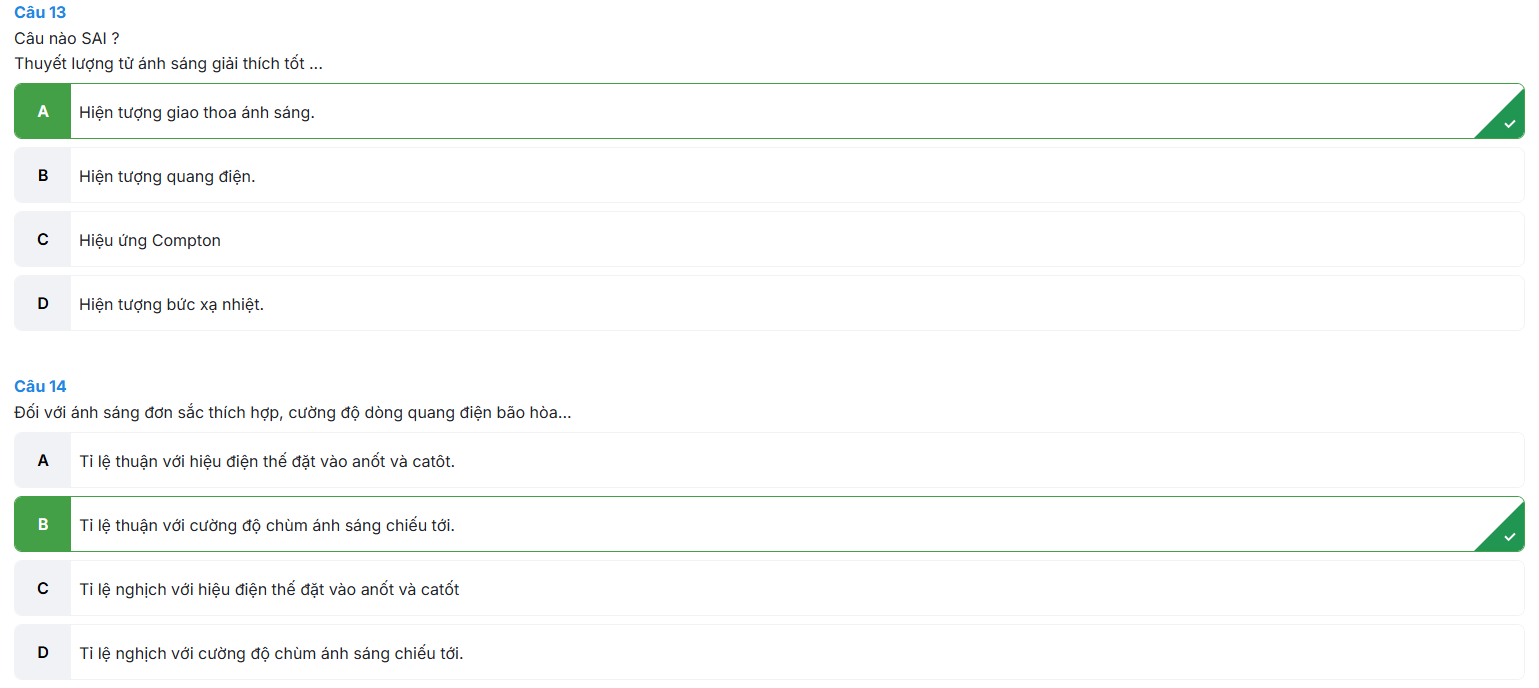 Câu 13
Câu nào SAI ?
Thuyết lượng tử ánh sáng giải thích tốt ...
A Hiện tượng giao thoa ánh sáng.
B Hiện tượng quang điện.
C Hiệu ứng Compton
D Hiện tượng bức xạ nhiệt.
Câu 14
Đối với ánh sáng đơn sắc thích hợp, cường độ dòng quang điện bão hòa...
A Tỉ lệ thuận với hiệu điện thế đặt vào anốt và catôt.
B Tỉ lệ thuận với cường độ chùm ánh sáng chiếu tới.
C Tỉ lệ nghịch với hiệu điện thế đặt vào anốt và catốt
D Tỉ lệ nghịch với cường độ chùm ánh sáng chiếu tới.